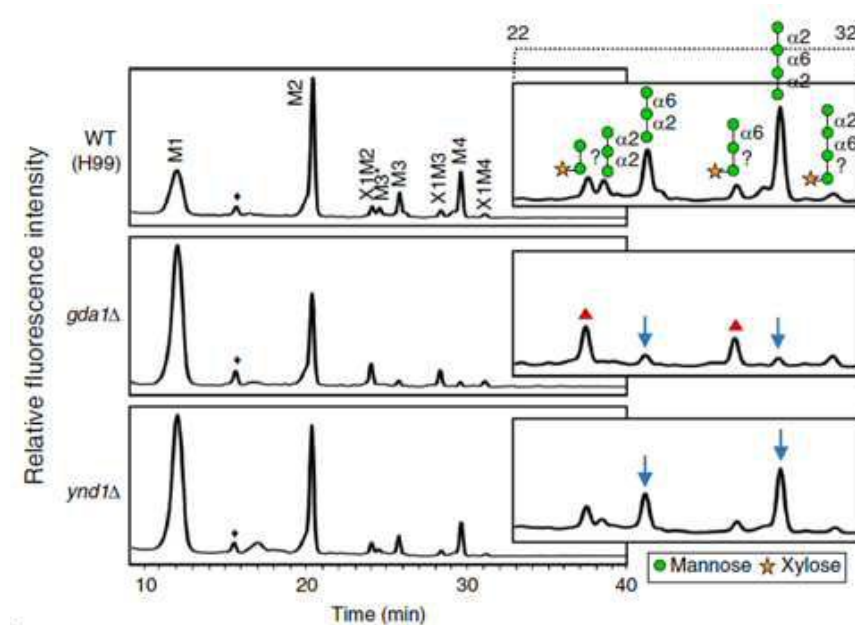 22 32
α2
α6
α2
α6
α2
α2
α2
?
α6
?
α2
α6
?
WT
(H99)
M1
M2
X1M2
M3'
M3
X1M3
M4
X1M4
gda1Δ
ynd1Δ
Relative fluorescence intensity
10 20 30 40
Time (min)
Mannose Xylose